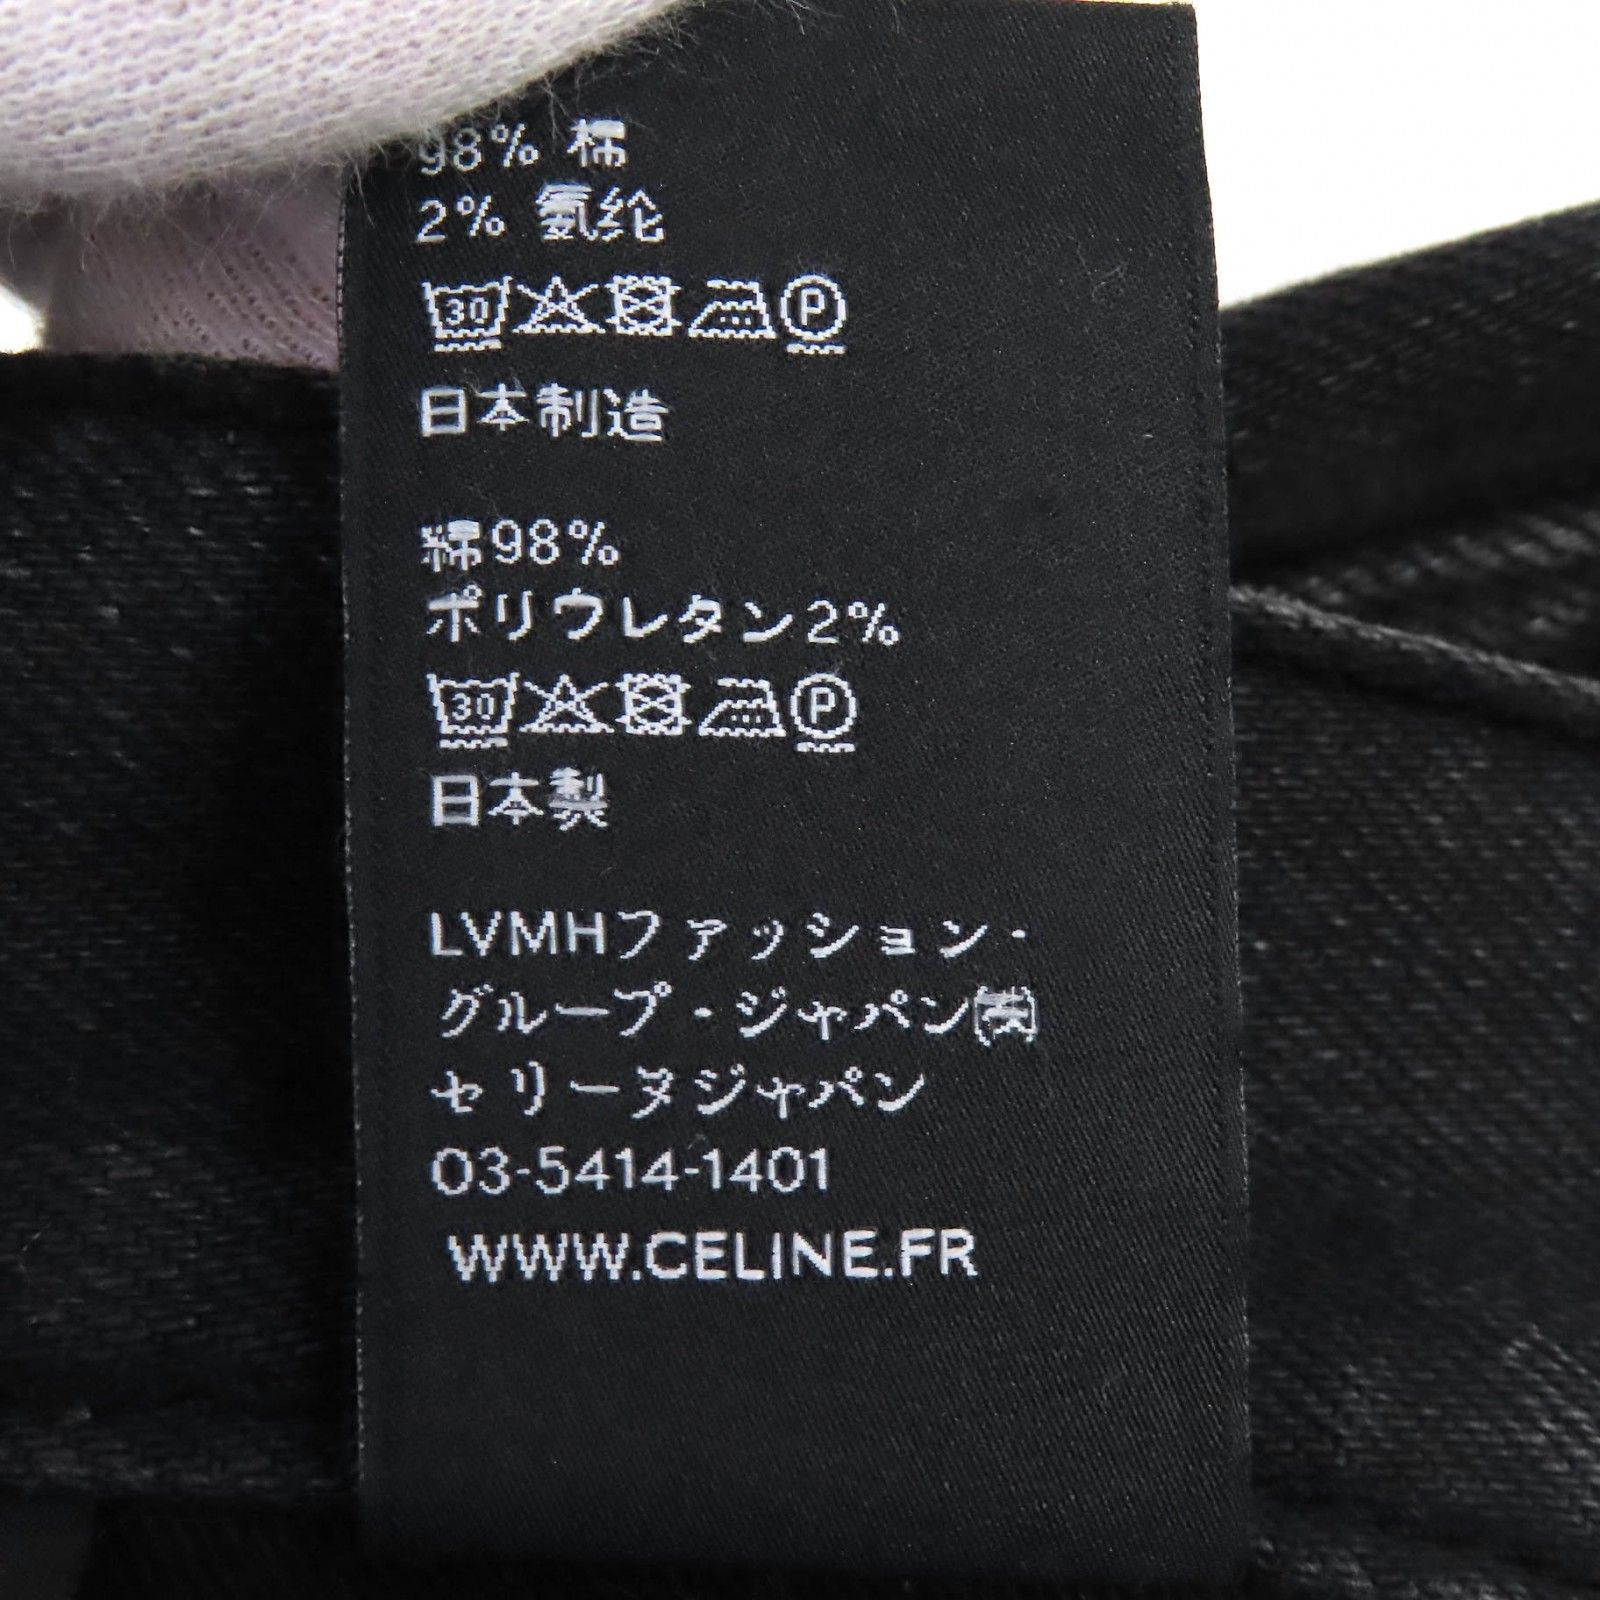 98% 棉
2% 氨纶
30 P
日本制造
綿98%
ポリウレタン2%
30 P
日本製
LVMHファッション・
グループ・ジャパン㈱
セリーヌジャパン
03-5414-1401
WWW.CELINE.FR